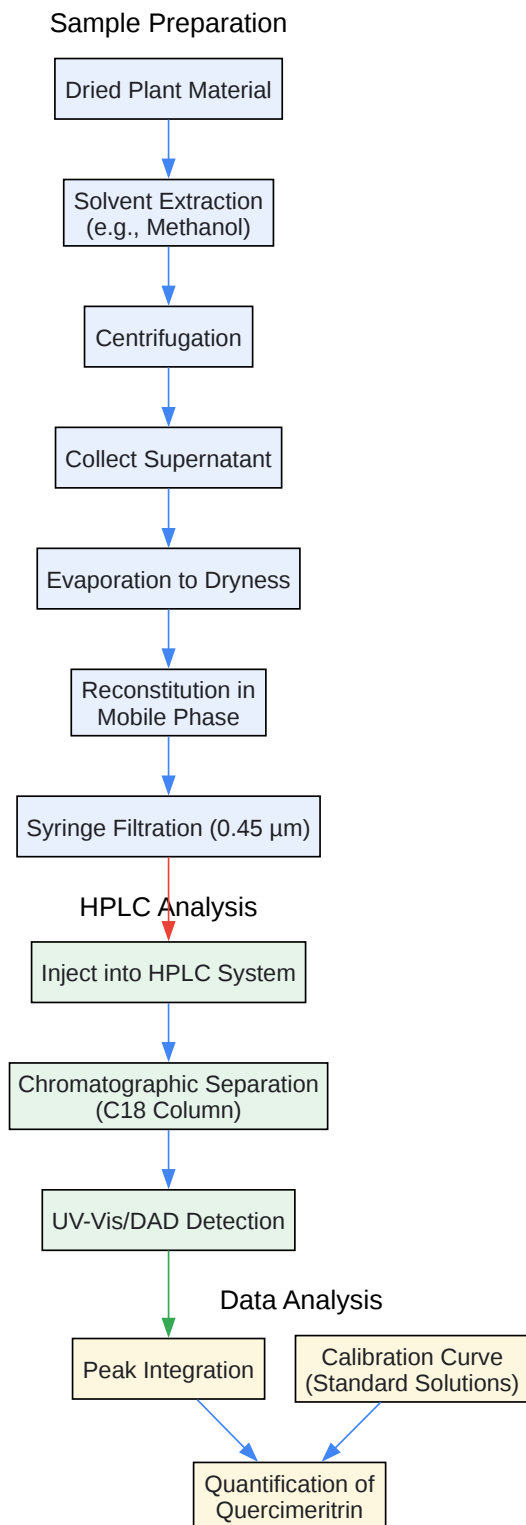 Sample Preparation
Dried Plant Material
Solvent Extraction
(e.g., Methanol)
Centrifugation
Collect Supernatant
Evaporation to Dryness
Reconstitution in
Mobile Phase
Syringe Filtration (0.45 µm)
HPLC Analysis
Inject into HPLC System
Chromatographic Separation
(C18 Column)
UV-Vis/DAD Detection
Data Analysis
Peak Integration
Calibration Curve
(Standard Solutions)
Quantification of
Quercimeritrin